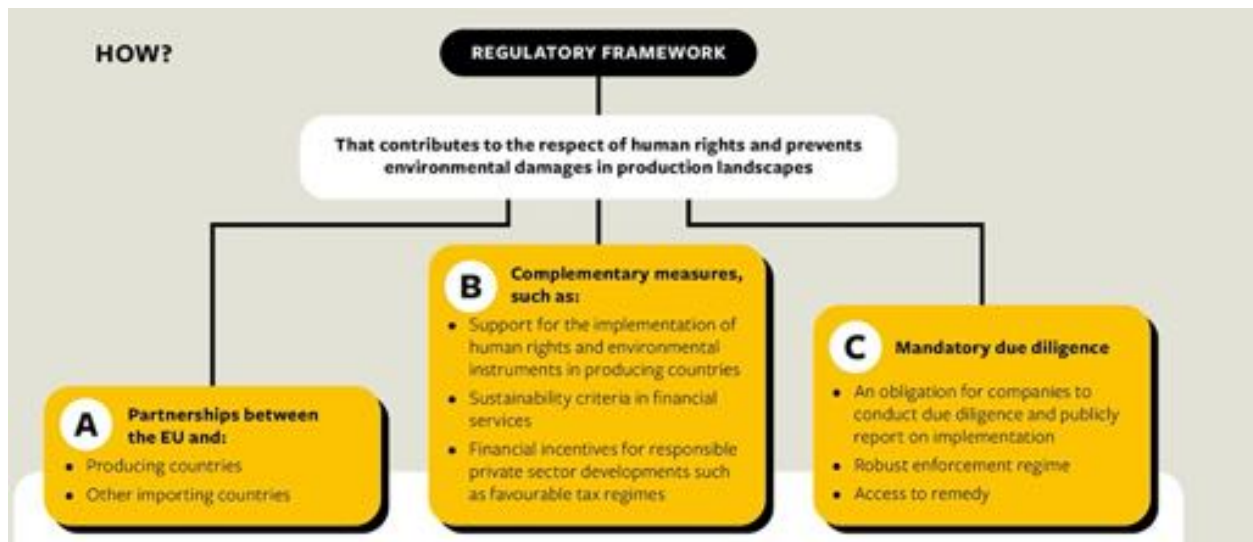 HOW?
REGULATORY FRAMEWORK
That contributes to the respect of human rights and prevents
environmental damages in production landscapes
A
Partnerships between
the EU and:
• Producing countries
• Other importing countries
B
Complementary measures,
such as:
• Support for the implementation of
human rights and environmental
instruments in producing countries
• Sustainability criteria in financial
services
• Financial incentives for responsible
private sector developments such
as favourable tax regimes
C
Mandatory due diligence
• An obligation for companies to
conduct due diligence and publicly
report on implementation
• Robust enforcement regime
• Access to remedy